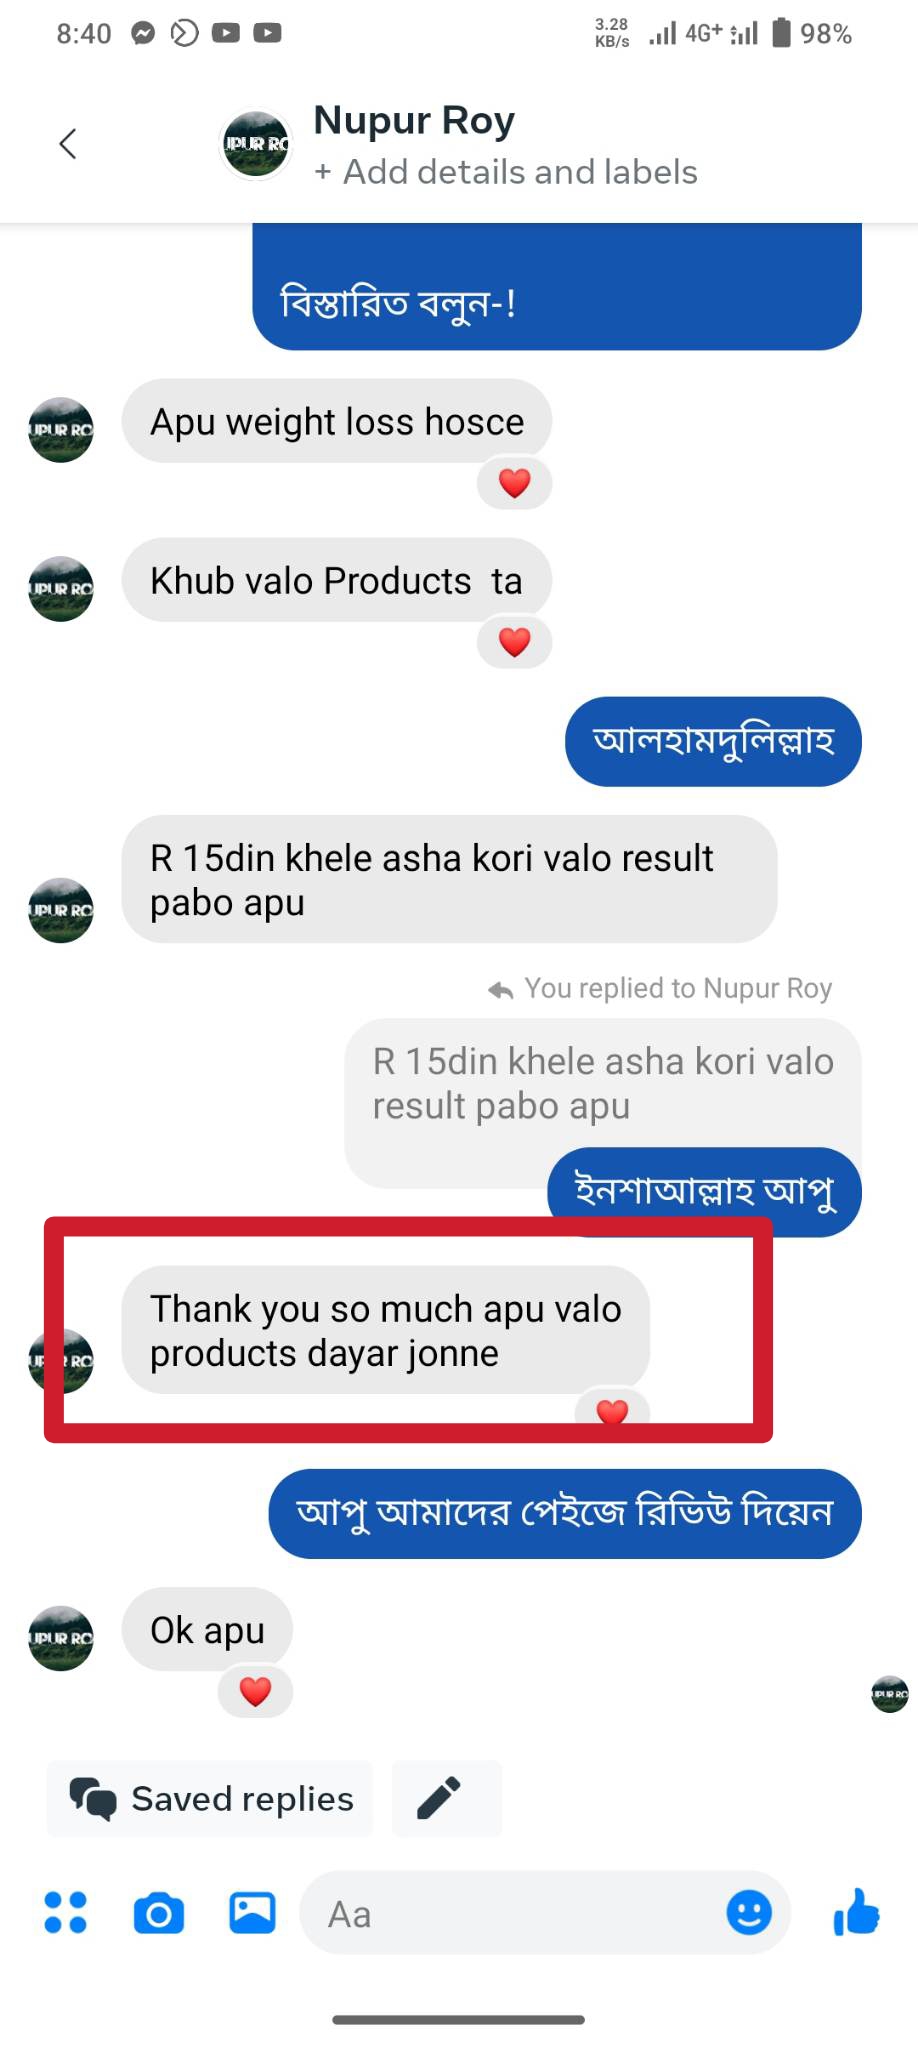 8:40
3.28
KB/s
4G+
98%
Nupur Roy
+ Add details and labels
বিস্তারিত বলুন-!
Apu weight loss hosce
Khub valo Products ta
আলহামদুলিল্লাহ
R 15din khele asha kori valo result
pabo apu
You replied to Nupur Roy
R 15din khele asha kori valo
result pabo apu
ইনশাআল্লাহ আপু
Thank you so much apu valo
products dayar jonne
আপু আমাদের পেইজে রিভিউ দিয়েন
Ok apu
Saved replies
Aa